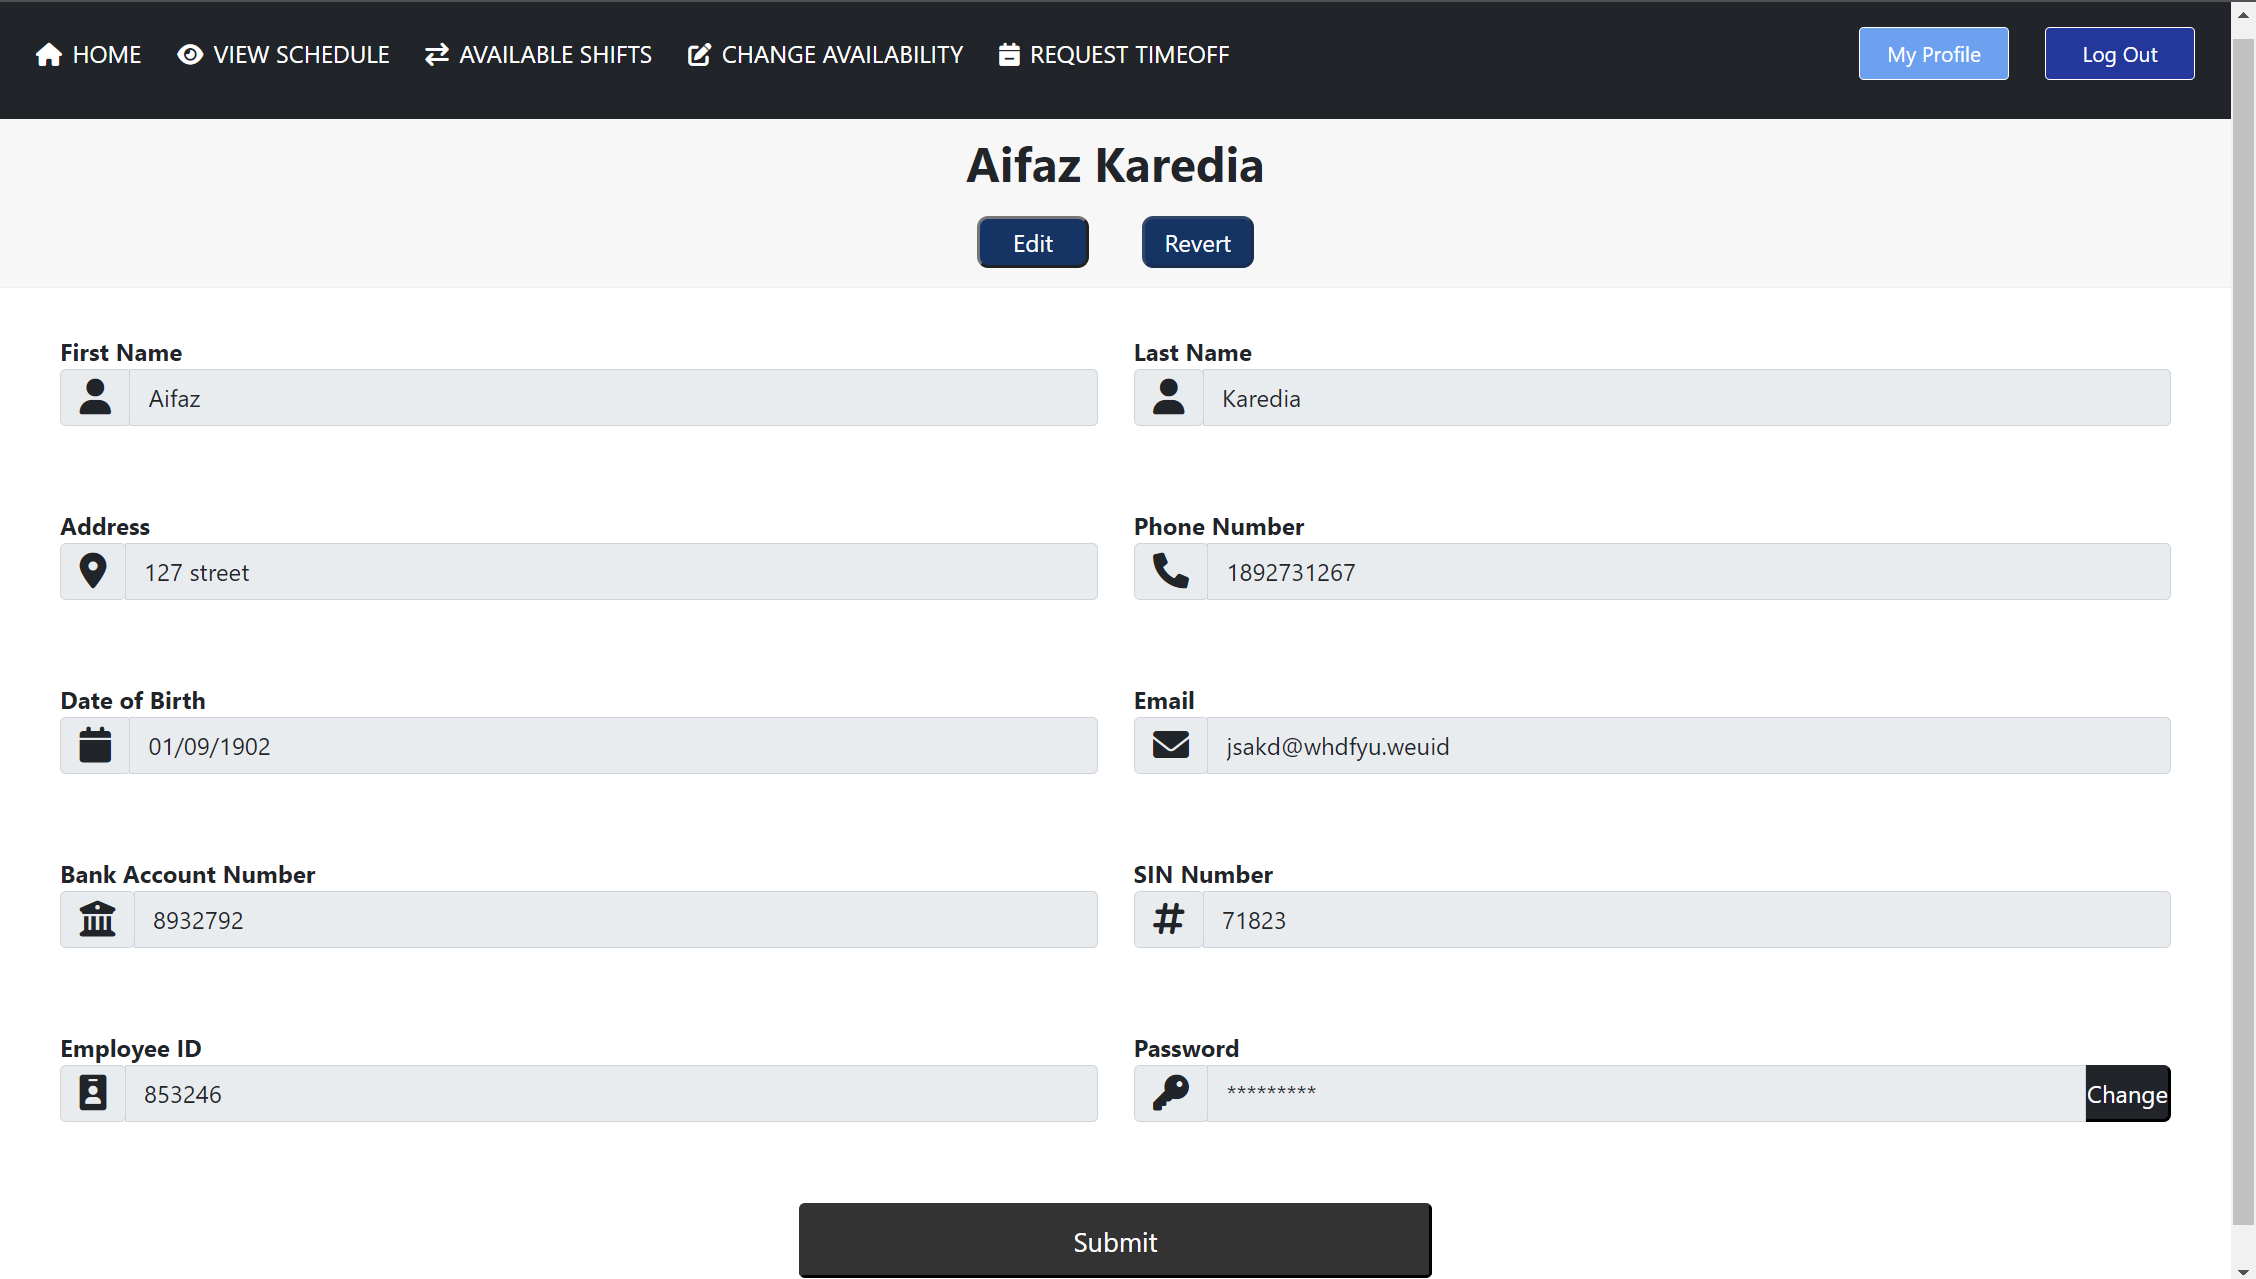 HOME VIEW SCHEDULE AVAILABLE SHIFTS CHANGE AVAILABILITY REQUEST TIMEOFF My Profile Log Out
Aifaz Karedia
Edit Revert
First Name Last Name
Aifaz Karedia
Address Phone Number
127 street 1892731267
Date of Birth Email
01/09/1902 jsakd@whdfyu.weuid
Bank Account Number SIN Number
8932792 71823
Employee ID Password
853246 ********* Change
Submit